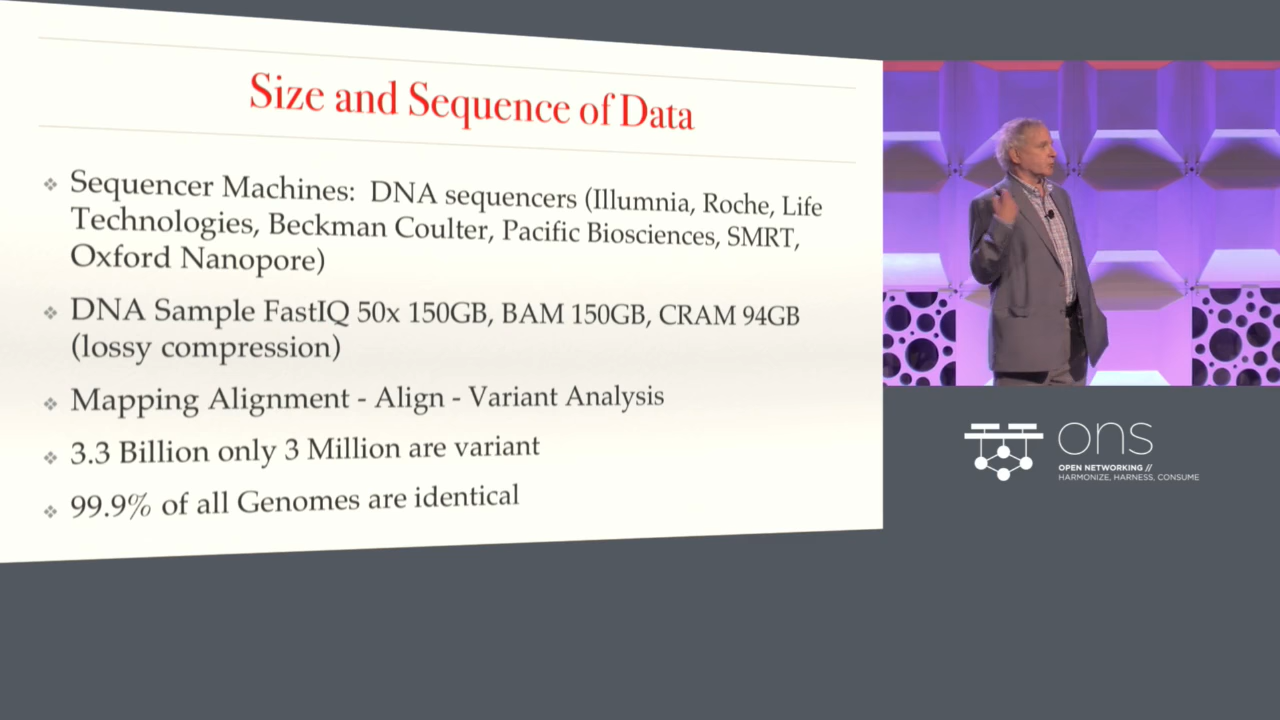 Size and Sequence of Data
Sequencer Machines: DNA sequencers (Illumnia, Roche, Life
Technologies, Beckman Coulter, Pacific Biosciences, SMRT,
Oxford Nanopore)
DNA Sample FastIQ 50x 150GB, BAM 150GB, CRAM 94GB
(lossy compression)
Mapping Alignment - Align - Variant Analysis
3.3 Billion only 3 Million are variant
99.9% of all Genomes are identical
ons
OPEN NETWORKING //
HARMONIZE, HARNESS, CONSUME